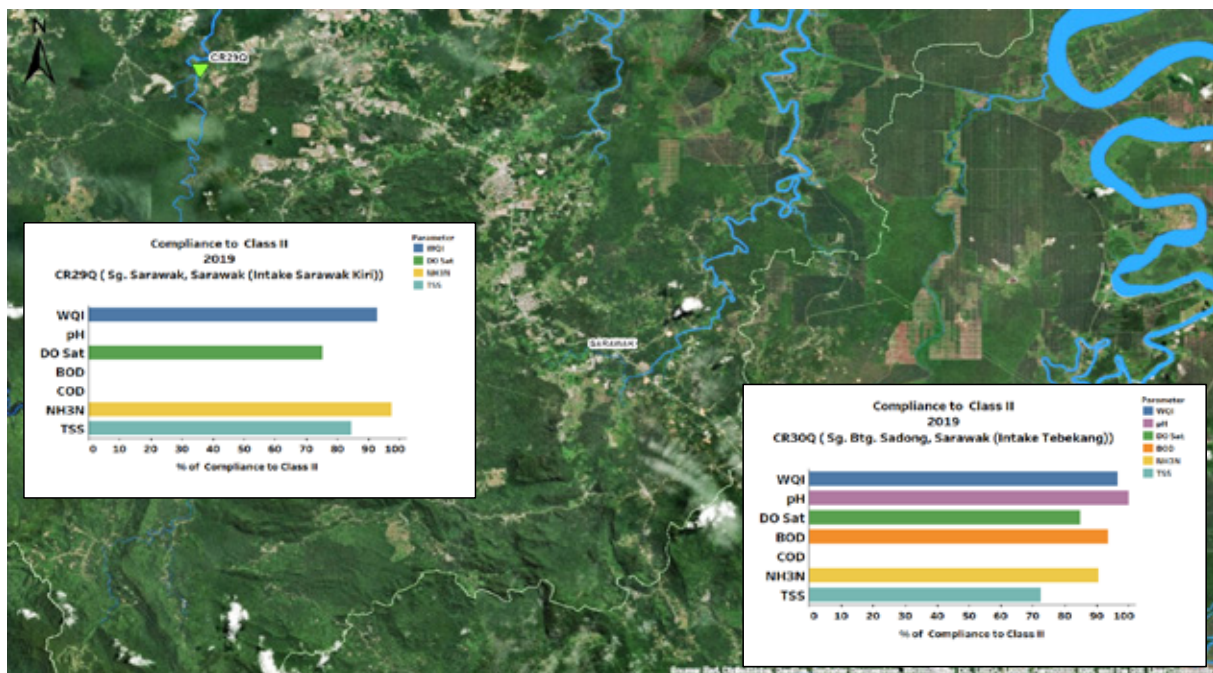 N
CR29Q
Compliance to Class II
2019
CR29Q ( Sg. Sarawak, Sarawak (Intake Sarawak Kiri))
Parameter
WQI
DO Sat
NH3N
TSS
WQI
pH
DO Sat
BOD
COD
NH3N
TSS
0 10 20 30 40 50 60 70 80 90 100
% of Compliance to Class II
SARAWAK
Compliance to Class II
2019
CR30Q ( Sg. Btg. Sadong, Sarawak (Intake Tebekang))
Parameter
WQI
pH
DO Sat
BOD
NH3N
TSS
WQI
pH
DO Sat
BOD
COD
NH3N
TSS
0 10 20 30 40 50 60 70 80 90 100
% of Compliance to Class II
Source: Esri,